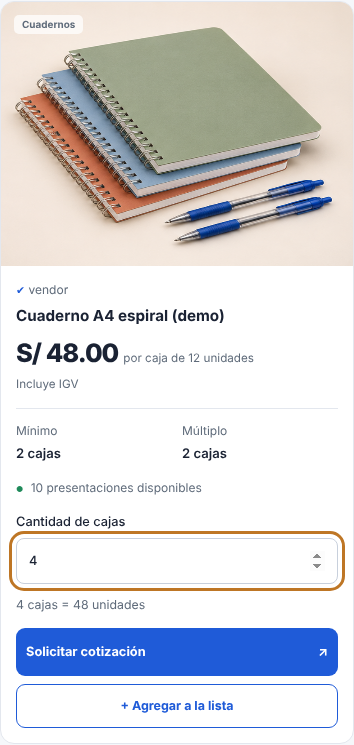 Cuadernos
✔ vendor
Cuaderno A4 espiral (demo)
S/ 48.00 por caja de 12 unidades
Incluye IGV
Mínimo
2 cajas
Múltiplo
2 cajas
10 presentaciones disponibles
Cantidad de cajas
4
4 cajas = 48 unidades
Solicitar cotización
+ Agregar a la lista